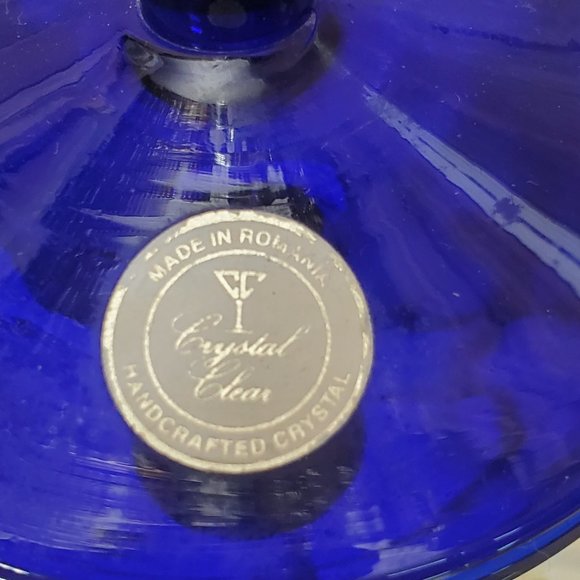 MADE IN ROMANIA
CC
Crystal
Clear
HANDCRAFTED CRYSTAL